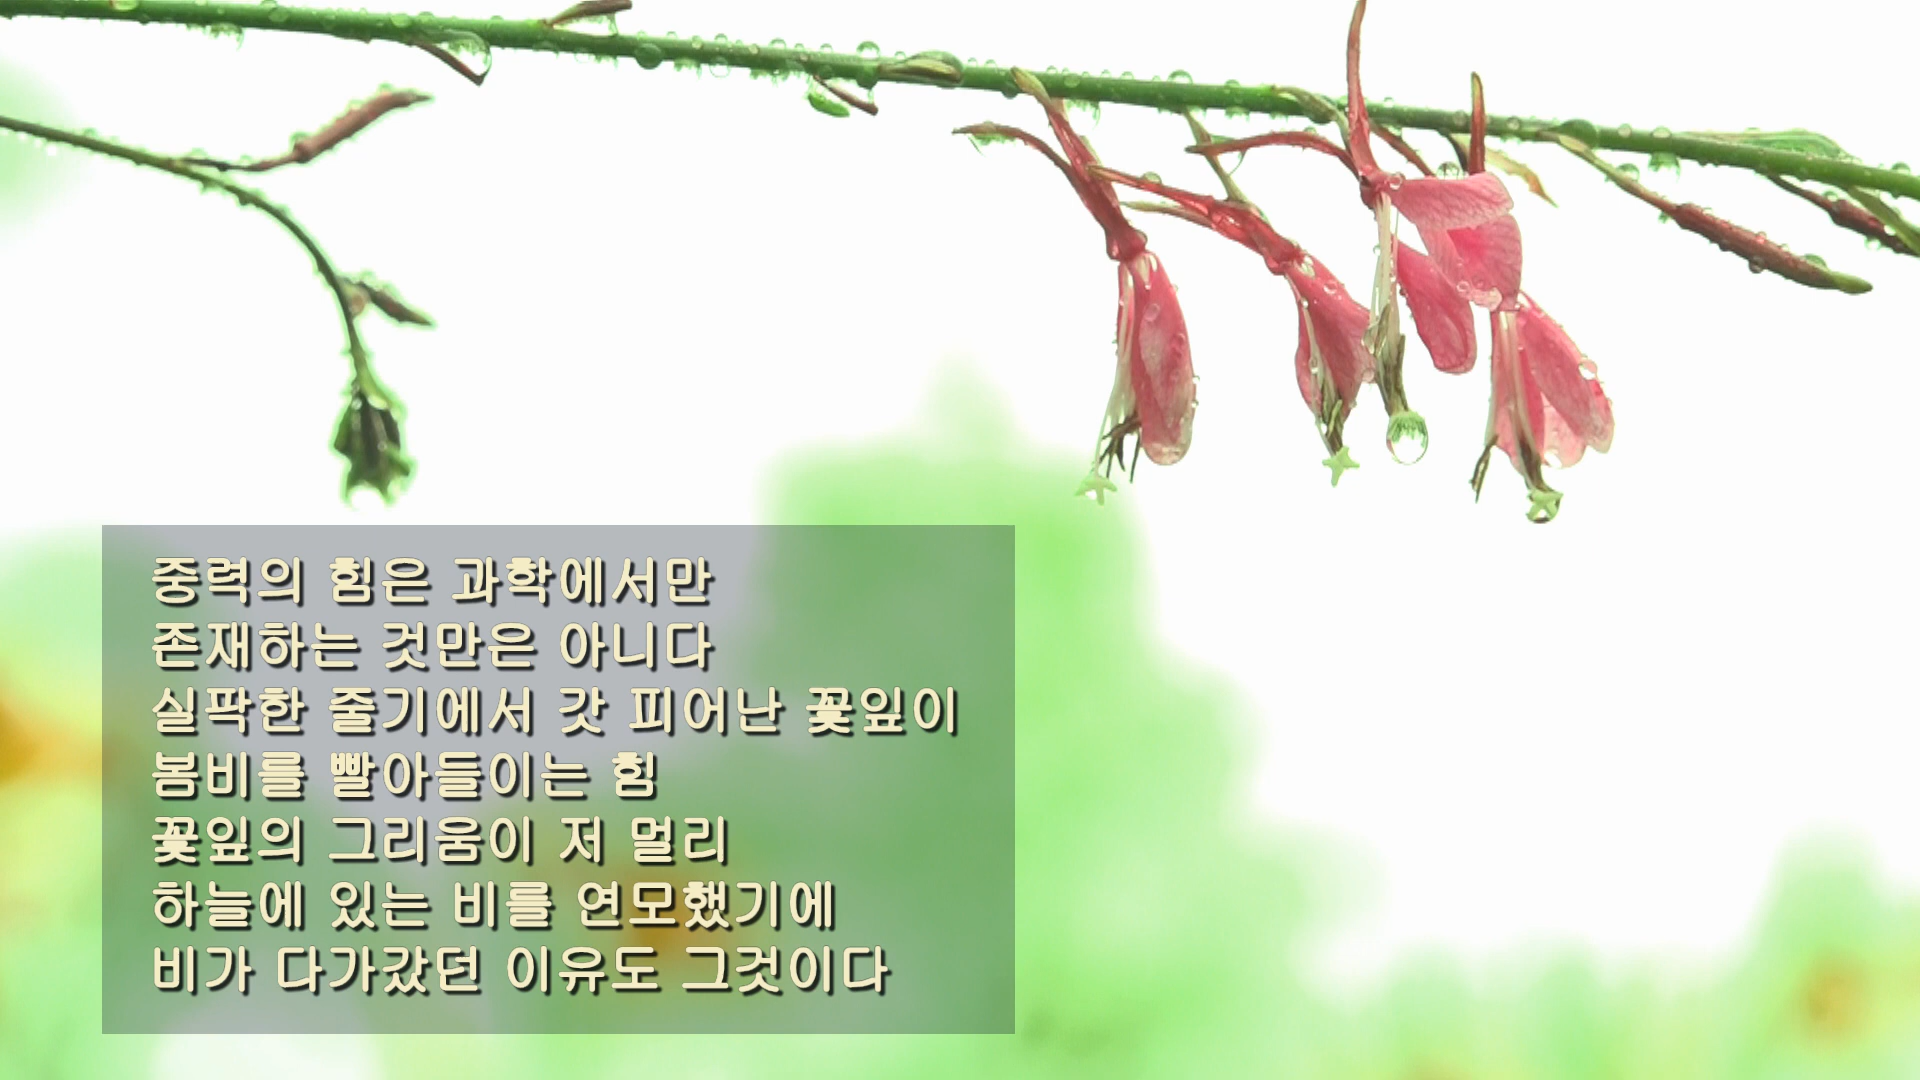 중력의 힘은 과학에서만
존재하는 것만은 아니다
실팍한 줄기에서 갓 피어난 꽃잎이
봄비를 빨아들이는 힘
꽃잎의 그리움이 저 멀리
하늘에 있는 비를 연모했기에
비가 다가갔던 이유도 그것이다